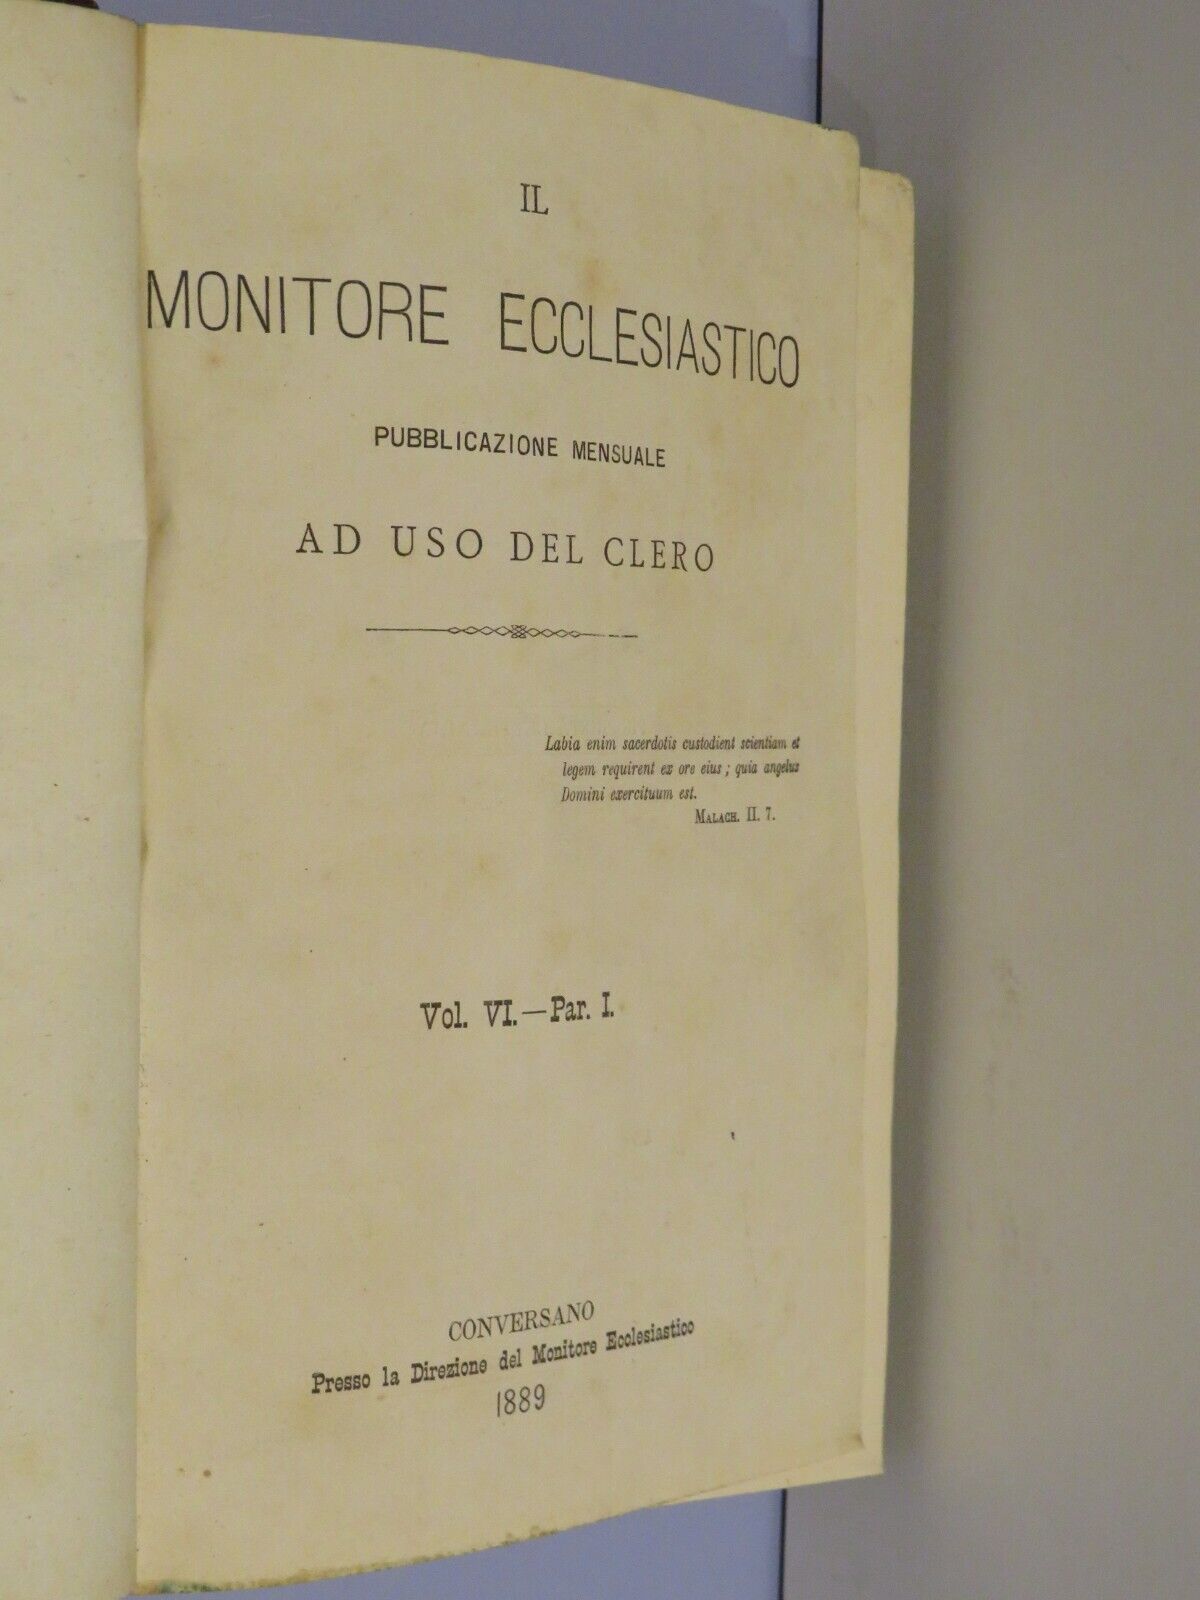 IL
MONITORE ECCLESIASTICO
PUBBLICAZIONE MENSUALE
AD USO DEL CLERO
Labia enim sacerdotis custodient scientiam et
legem requirent ex ore eius; quia angelus
Domini exercituum est.
MALACH. II. 7.
Vol. VI.—Par. I.
CONVERSANO
Presso la Direzione del Monitore Ecclesiastico
1889